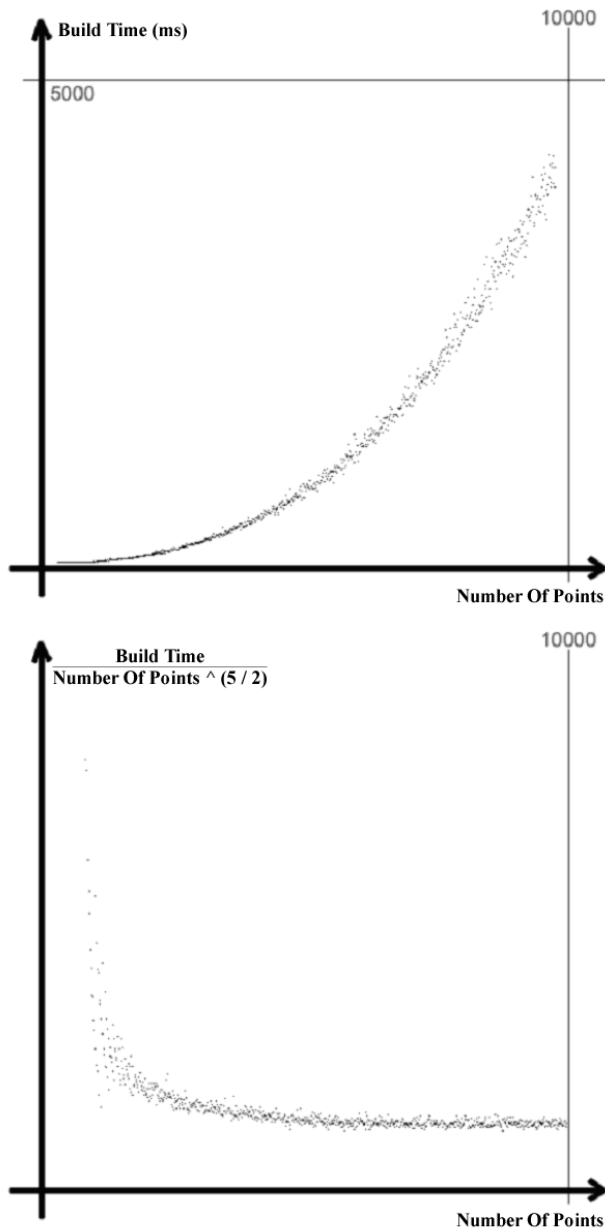 10000
Build Time (ms)
5000
Number Of Points
10000
Build Time
Number Of Points ^ (5 / 2)
Number Of Points